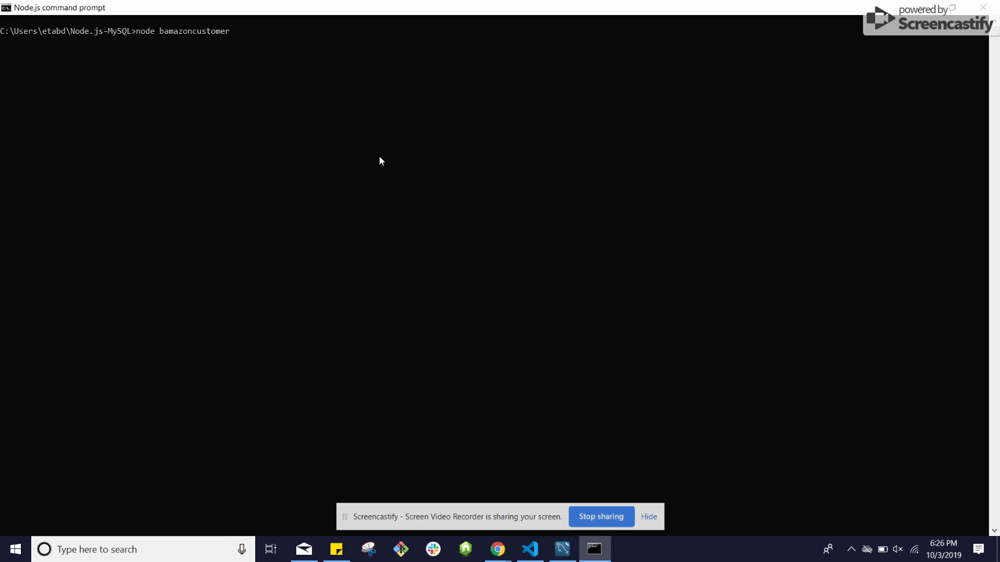 Node.js command prompt
powered by
Screencastify
C:\Users\etabd\Node.js-MySQL>node bamazoncustomer
Screencastify - Screen Video Recorder is sharing your screen.
Stop sharing
Hide
Type here to search
6:26 PM
10/3/2019